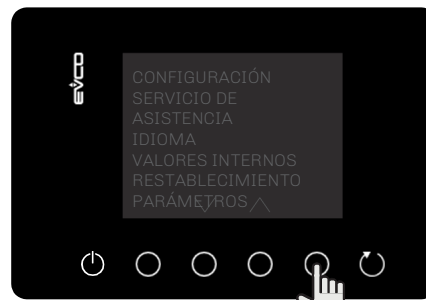 evco
CONFIGURACIÓN
SERVICIO DE
ASISTENCIA
IDIOMA
VALORES INTERNOS
RESTABLECIMIENTO
PARÁMETROS